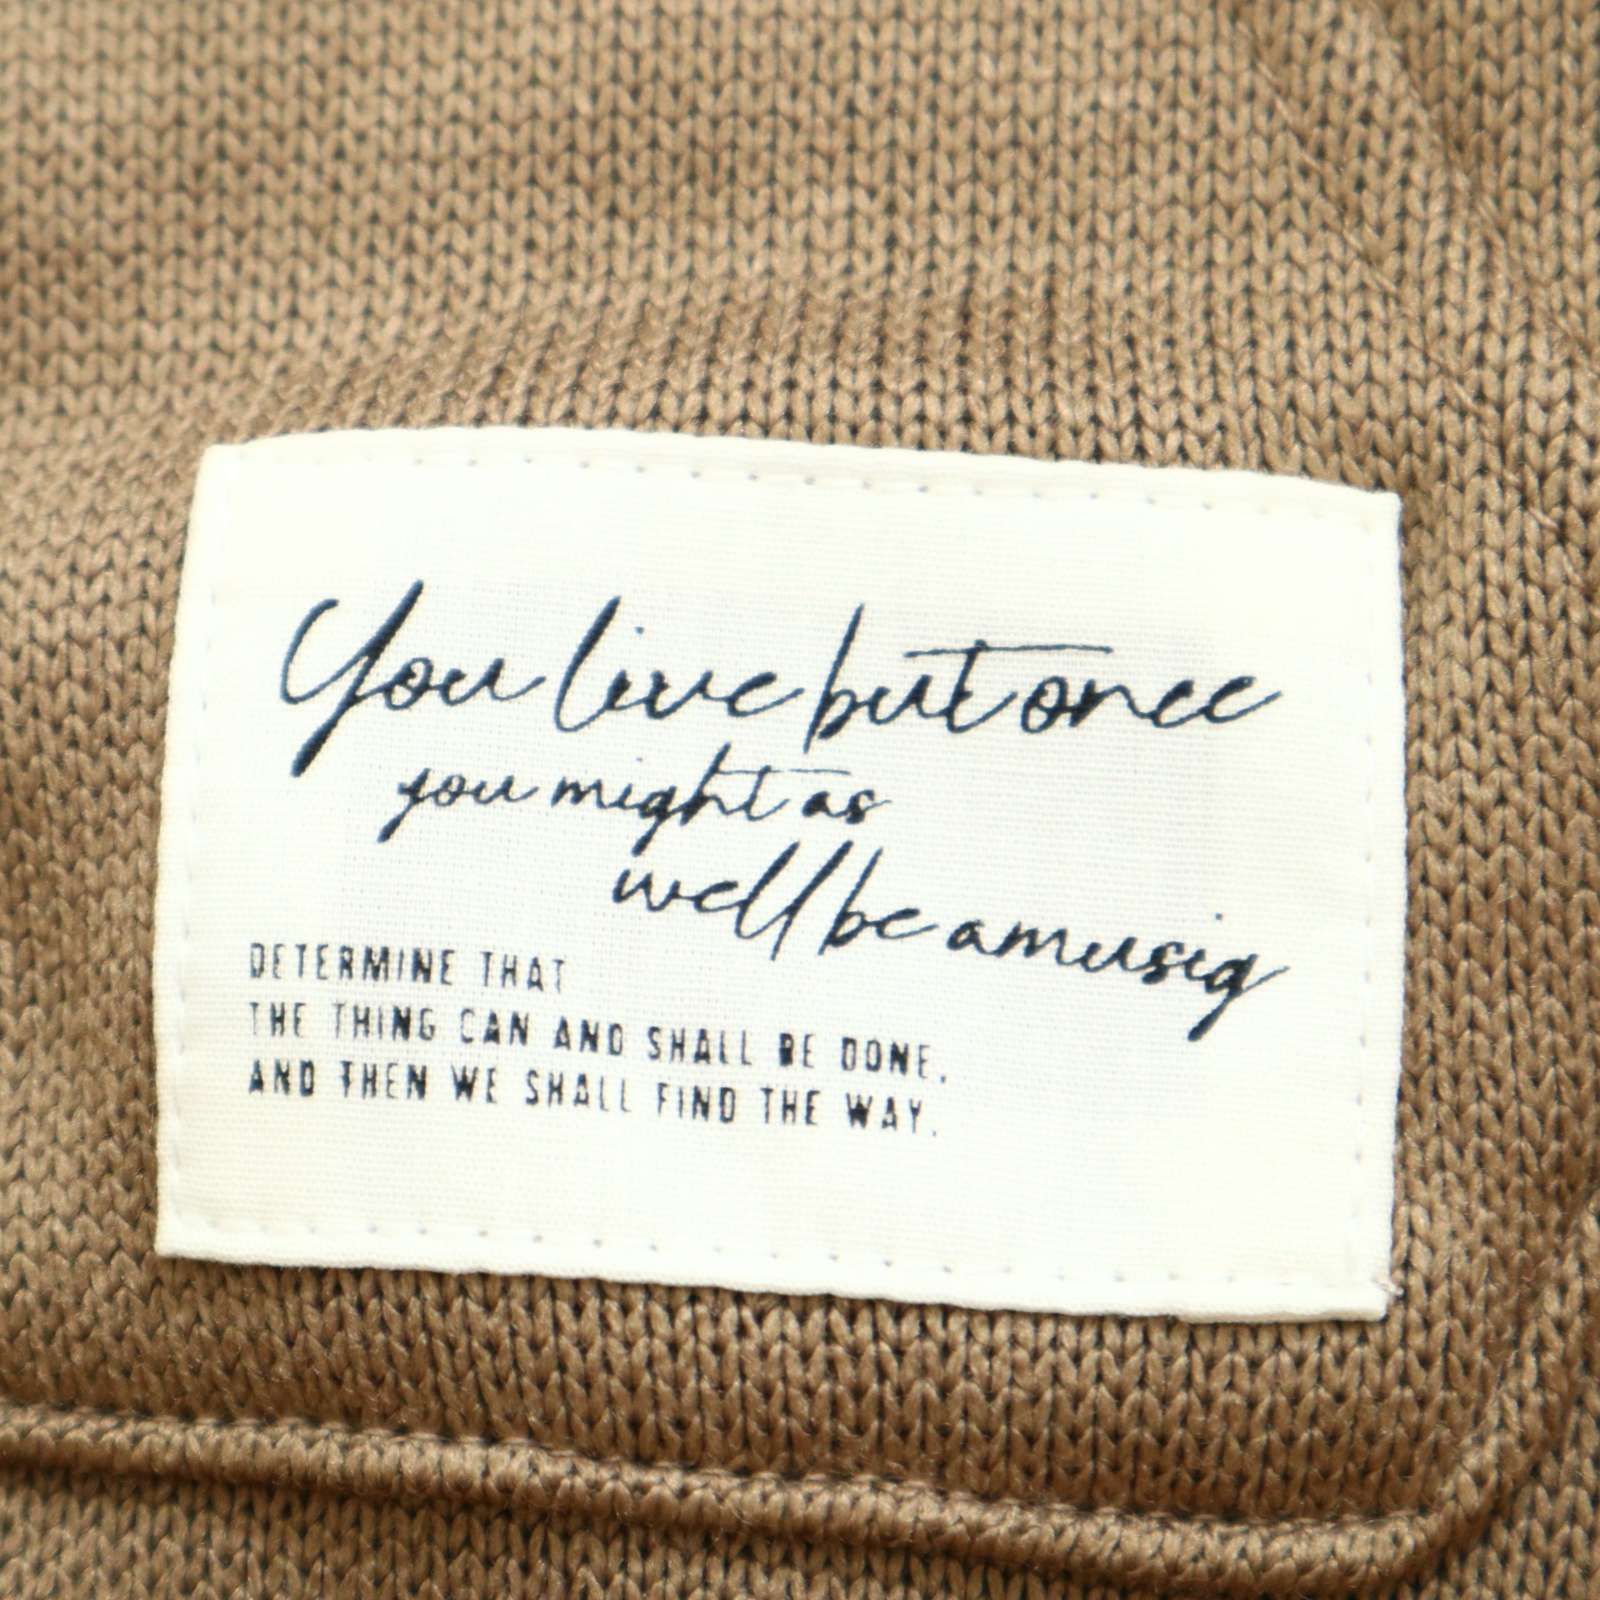 You live but once
you might as
well be amusig
DETERMINE THAT
THE THING CAN AND SHALL BE DONE,
AND THEN WE SHALL FIND THE WAY.